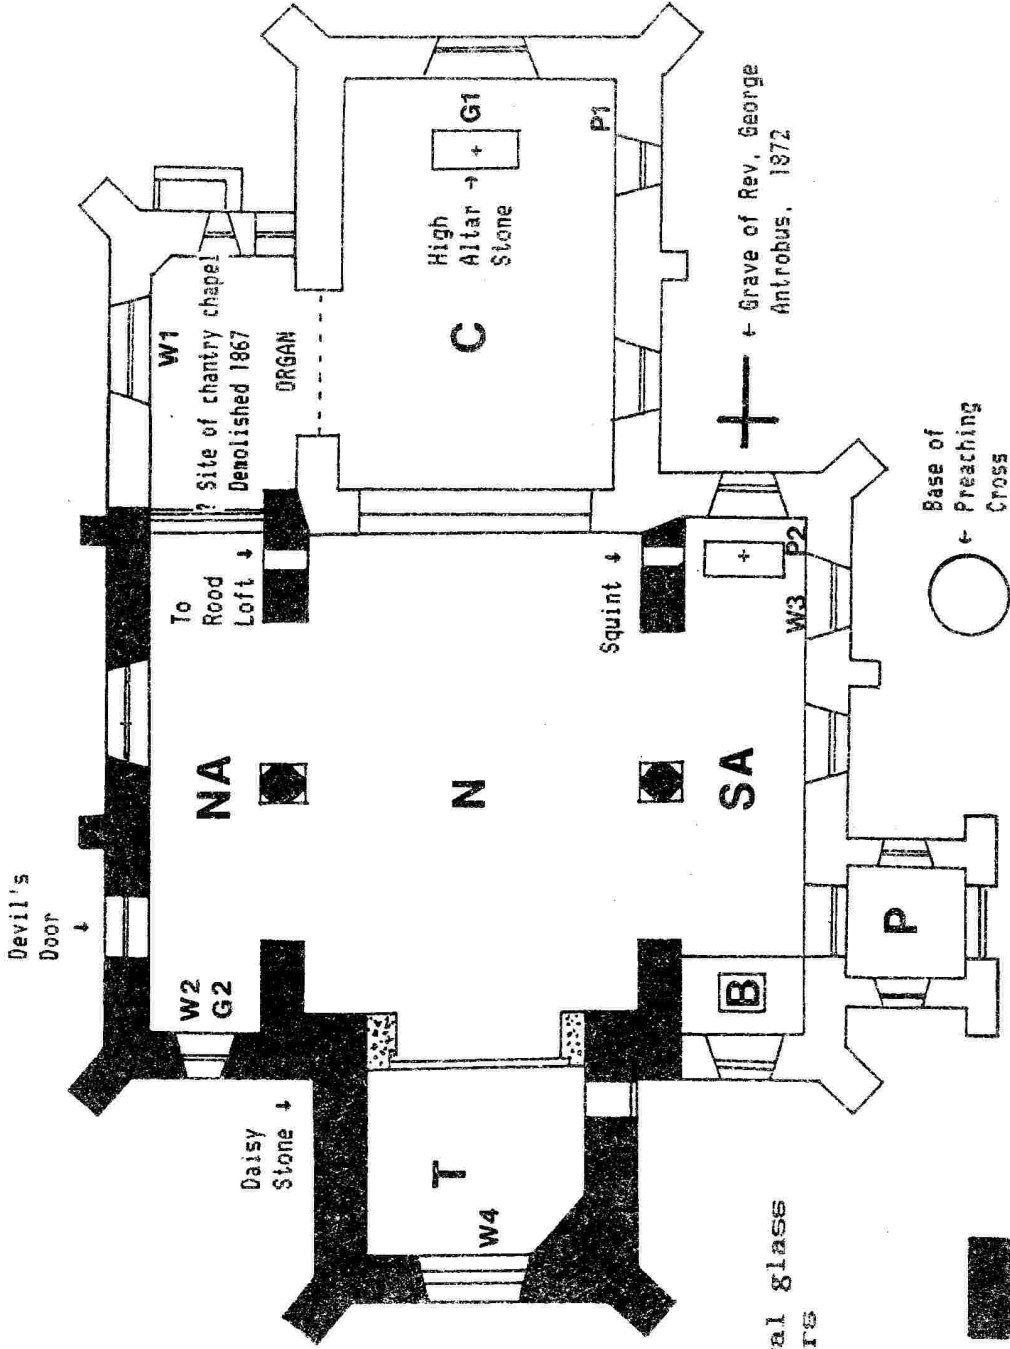 Devil's
Door ↓
W2
G2
Daisy
Stone ↓
T
W4
NA
To
Rood
Loft ↓
W1
? Site of chantry chapel
Demolished 1867
ORGAN
N
C
High
Altar →
Stone
+
G1
P1
Squint ↓
SA
B
+
P2
W3
P
← Grave of Rev. George
Antrobus. 1872
Base of
← Preaching
Cross
al glass
rs